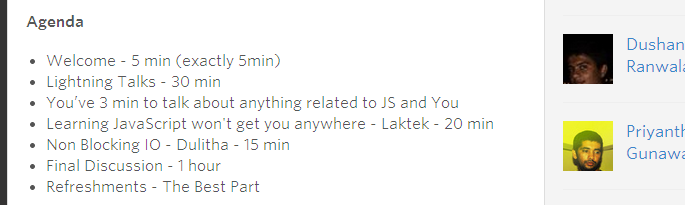 Agenda
Welcome - 5 min (exactly 5min)
Lightning Talks - 30 min
You've 3 min to talk about anything related to JS and You
Learning JavaScript won't get you anywhere - Laktek - 20 min
Non Blocking IO - Dulitha - 15 min
Final Discussion - 1 hour
Refreshments - The Best Part
Dushan
Ranwal
Priyanth
Gunawa